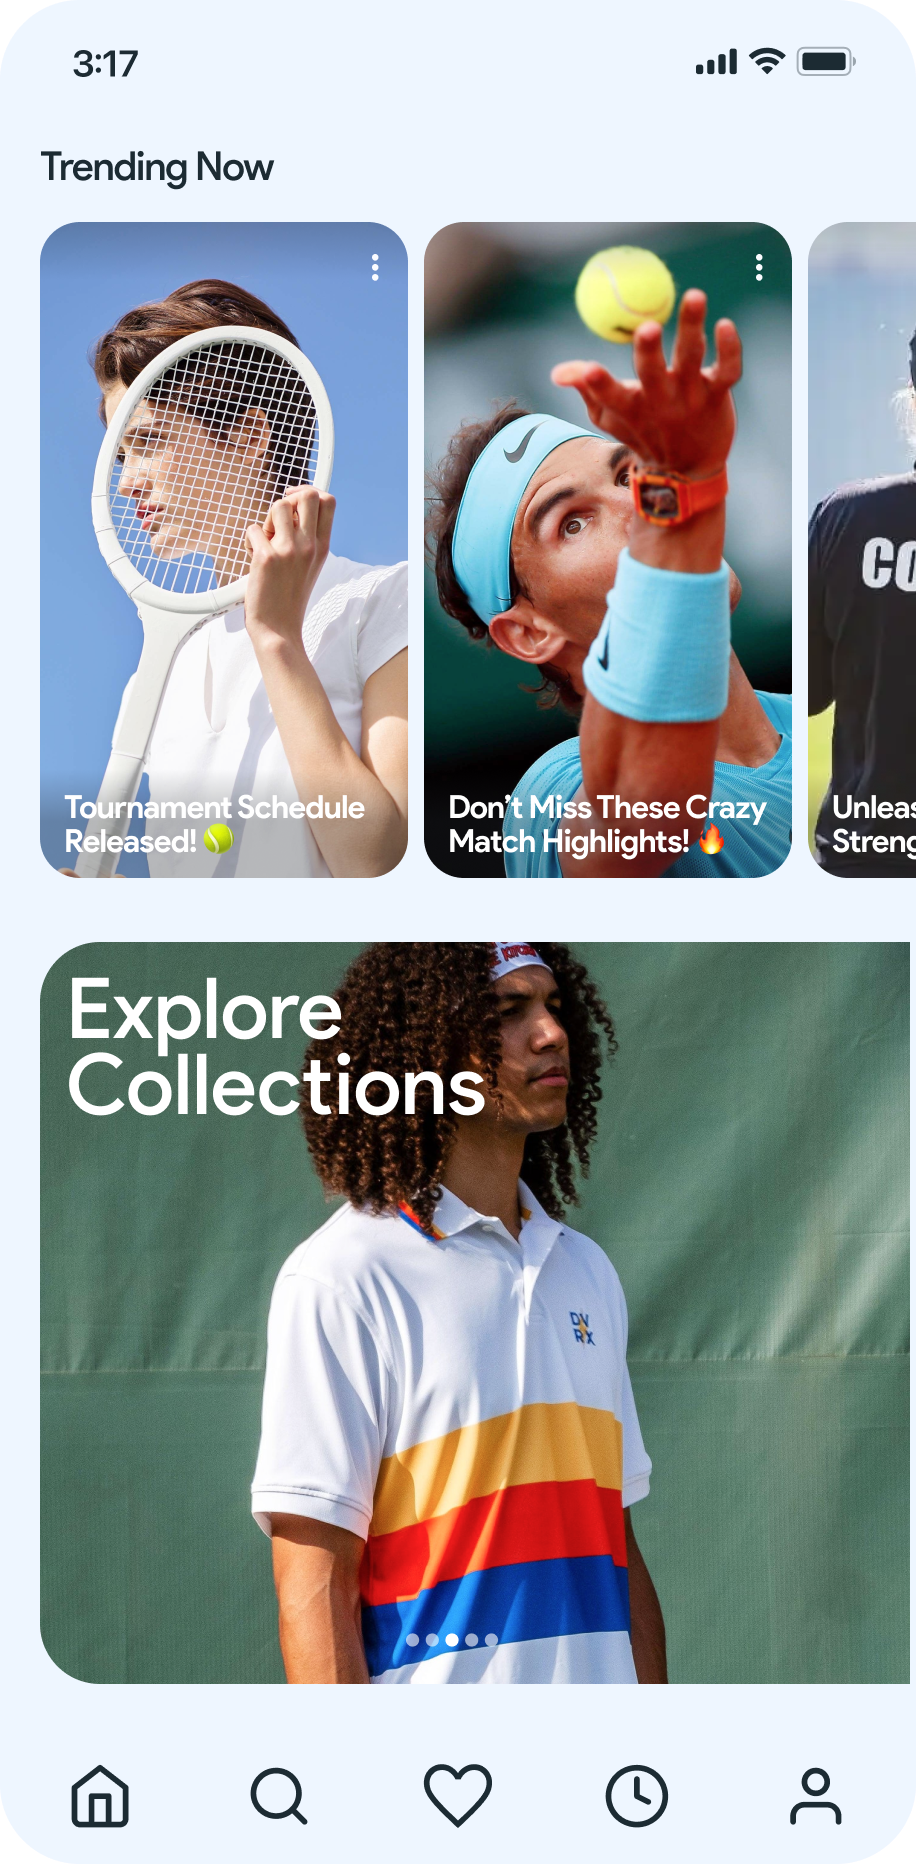 3:17
Trending Now
Tournament Schedule
Released! 🎾
Don't Miss These Crazy
Match Highlights! 🔥
CO
Unleas
Streng
Explore
Collections
DV
RX